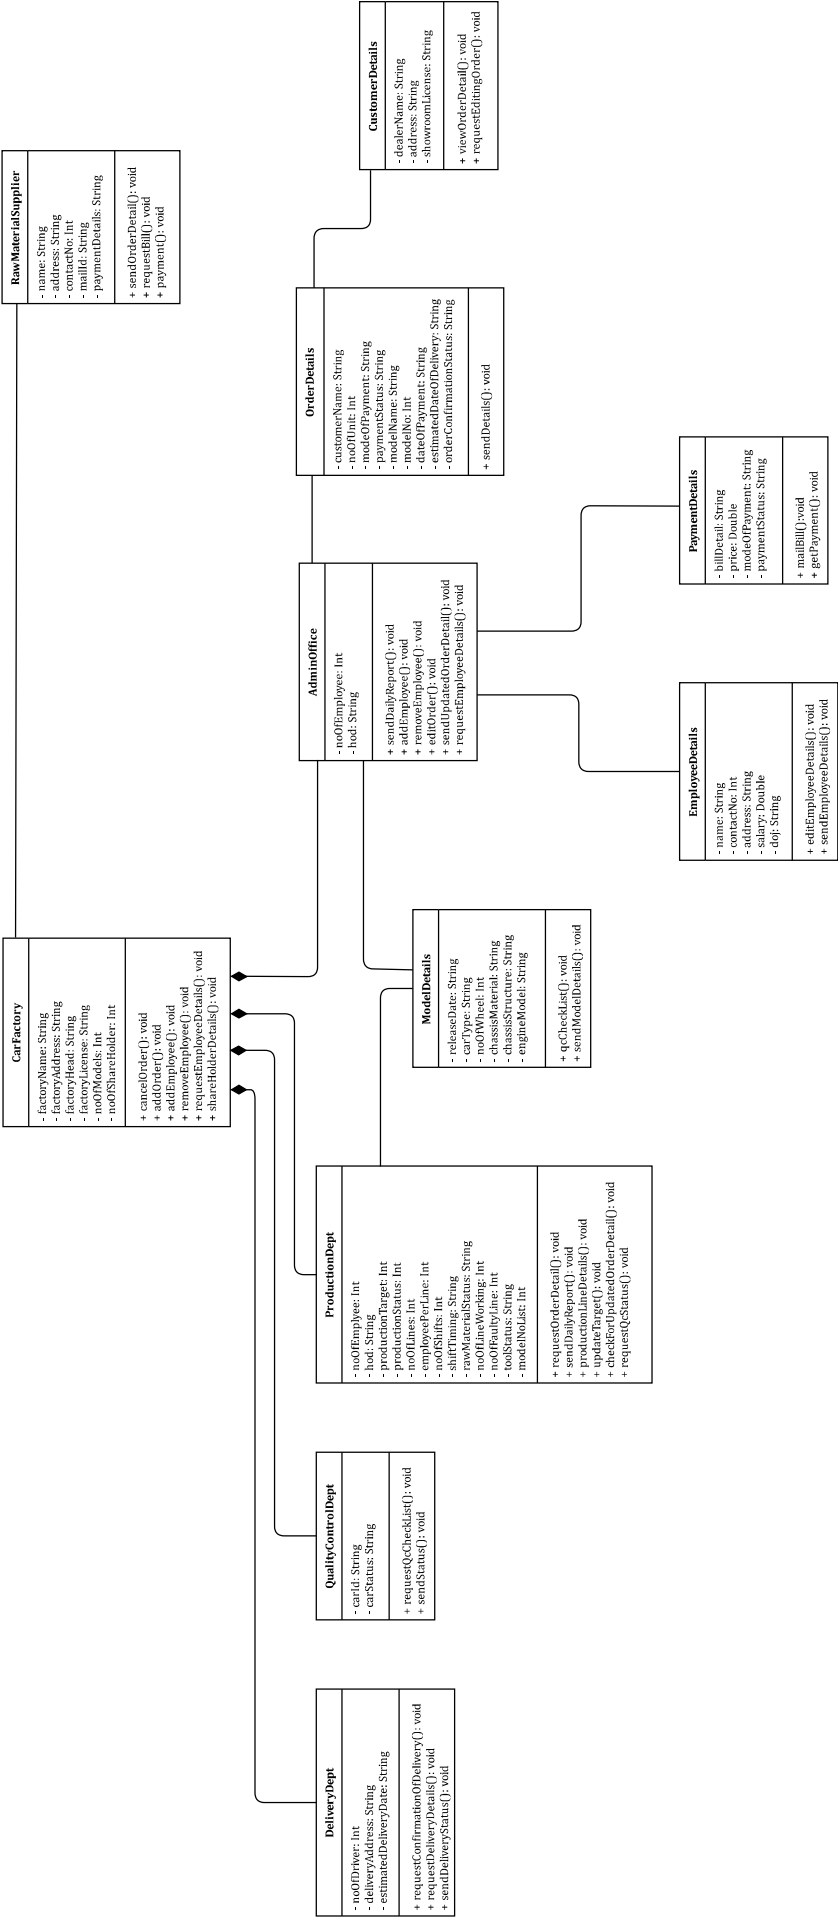 CarFactory
- factoryName: String
- factoryAddress: String
- factoryHead: String
- factoryLicense: String
- noOfModels: Int
- noOfShareHolder: Int
+ cancelOrder(): void
+ addOrder(): void
+ addEmployee(): void
+ removeEmployee(): void
+ requestEmployeeDetails(): void
+ shareHolderDetails(): void
RawMaterialSupplier
- name: String
- address: String
- contactNo: Int
- mailId: String
- paymentDetails: String
+ sendOrderDetail(): void
+ requestBill(): void
+ payment(): void
DeliveryDept
- noOfDriver: Int
- deliveryAddress: String
- estimatedDeliveryDate: String
+ requestConfirmationOfDelivery(): void
+ requestDeliveryDetails(): void
+ sendDeliveryStatus(): void
QualityControlDept
- carId: String
- carStatus: String
+ requestQcCheckList(): void
+ sendStatus(): void
ProductionDept
- noOfEmplyee: Int
- hod: String
- productionTarget: Int
- productionStatus: Int
- noOfLines: Int
- employeePerLine: Int
- noOfShifts: Int
- shiftTiming: String
- rawMaterialStatus: String
- noOfLineWorking: Int
- noOfFaultyLine: Int
- toolStatus: String
- modelNoList: Int
+ requestOrderDetail(): void
+ sendDailyReport(): void
+ productionLineDetails(): void
+ updateTarget(): void
+ checkForUpdatedOrderDetail(): void
+ requestQcStatus(): void
ModelDetails
- releaseDate: String
- carType: String
- noOfWheel: Int
- chassisMaterial: String
- chassisStructure: String
- engineModel: String
+ qcCheckList(): void
+ sendModelDetails(): void
AdminOffice
- noOfEmployee: Int
- hod: String
+ sendDailyReport(): void
+ addEmployee(): void
+ removeEmployee(): void
+ editOrder(): void
+ sendUpdatedOrderDetail(): void
+ requestEmployeeDetails(): void
OrderDetails
- customerName: String
- noOfUnit: Int
- modeOfPayment: String
- paymentStatus: String
- modelName: String
- modelNo: Int
- dateOfPayment: String
- estimatedDateOfDelivery: String
- orderConfirmationStatus: String
+ sendDetails(): void
CustomerDetails
- dealerName: String
- address: String
- showroomLicense: String
+ viewOrderDetail(): void
+ requestEditingOrder(): void
EmployeeDetails
- name: String
- contactNo: Int
- address: String
- salary: Double
- doj: String
+ editEmployeeDetails(): void
+ sendEmployeeDetails(): void
PaymentDetails
- billDetail: String
- price: Double
- modeOfPayment: String
- paymentStatus: String
+ mailBill():void
+ getPayment(): void